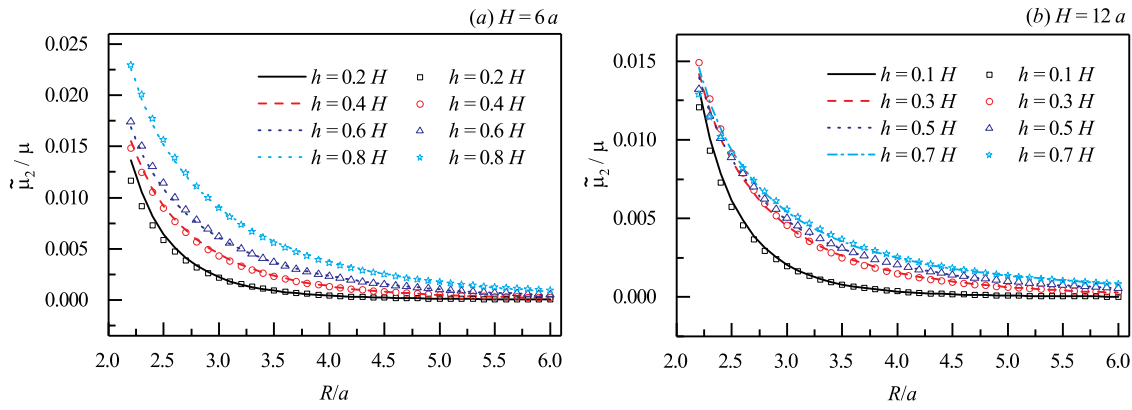 (a) H = 6 a
0.025
0.020
0.015
0.010
0.005
0.000
μ̃₂ / μ
h = 0.2 H
h = 0.2 H
h = 0.4 H
h = 0.4 H
h = 0.6 H
h = 0.6 H
h = 0.8 H
h = 0.8 H
2.0 2.5 3.0 3.5 4.0 4.5 5.0 5.5 6.0
R/a
(b) H = 12 a
0.015
0.010
0.005
0.000
μ̃₂ / μ
h = 0.1 H
h = 0.1 H
h = 0.3 H
h = 0.3 H
h = 0.5 H
h = 0.5 H
h = 0.7 H
h = 0.7 H
2.0 2.5 3.0 3.5 4.0 4.5 5.0 5.5 6.0
R/a